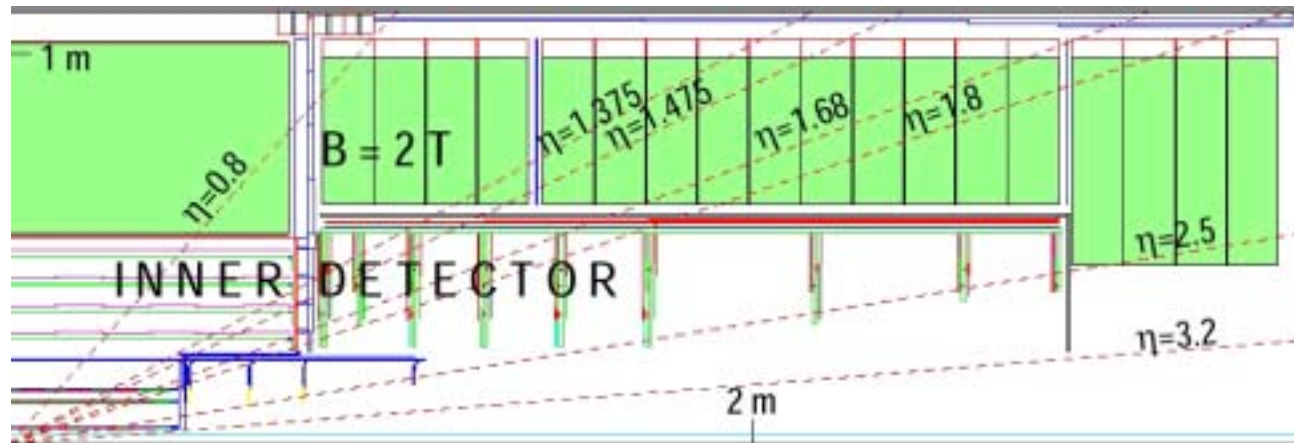 1 m
η=0.8
B = 2 T
η=1.375
η=1.475
η=1.68
η=1.8
η=2.5
INNER DETECTOR
η=3.2
2 m